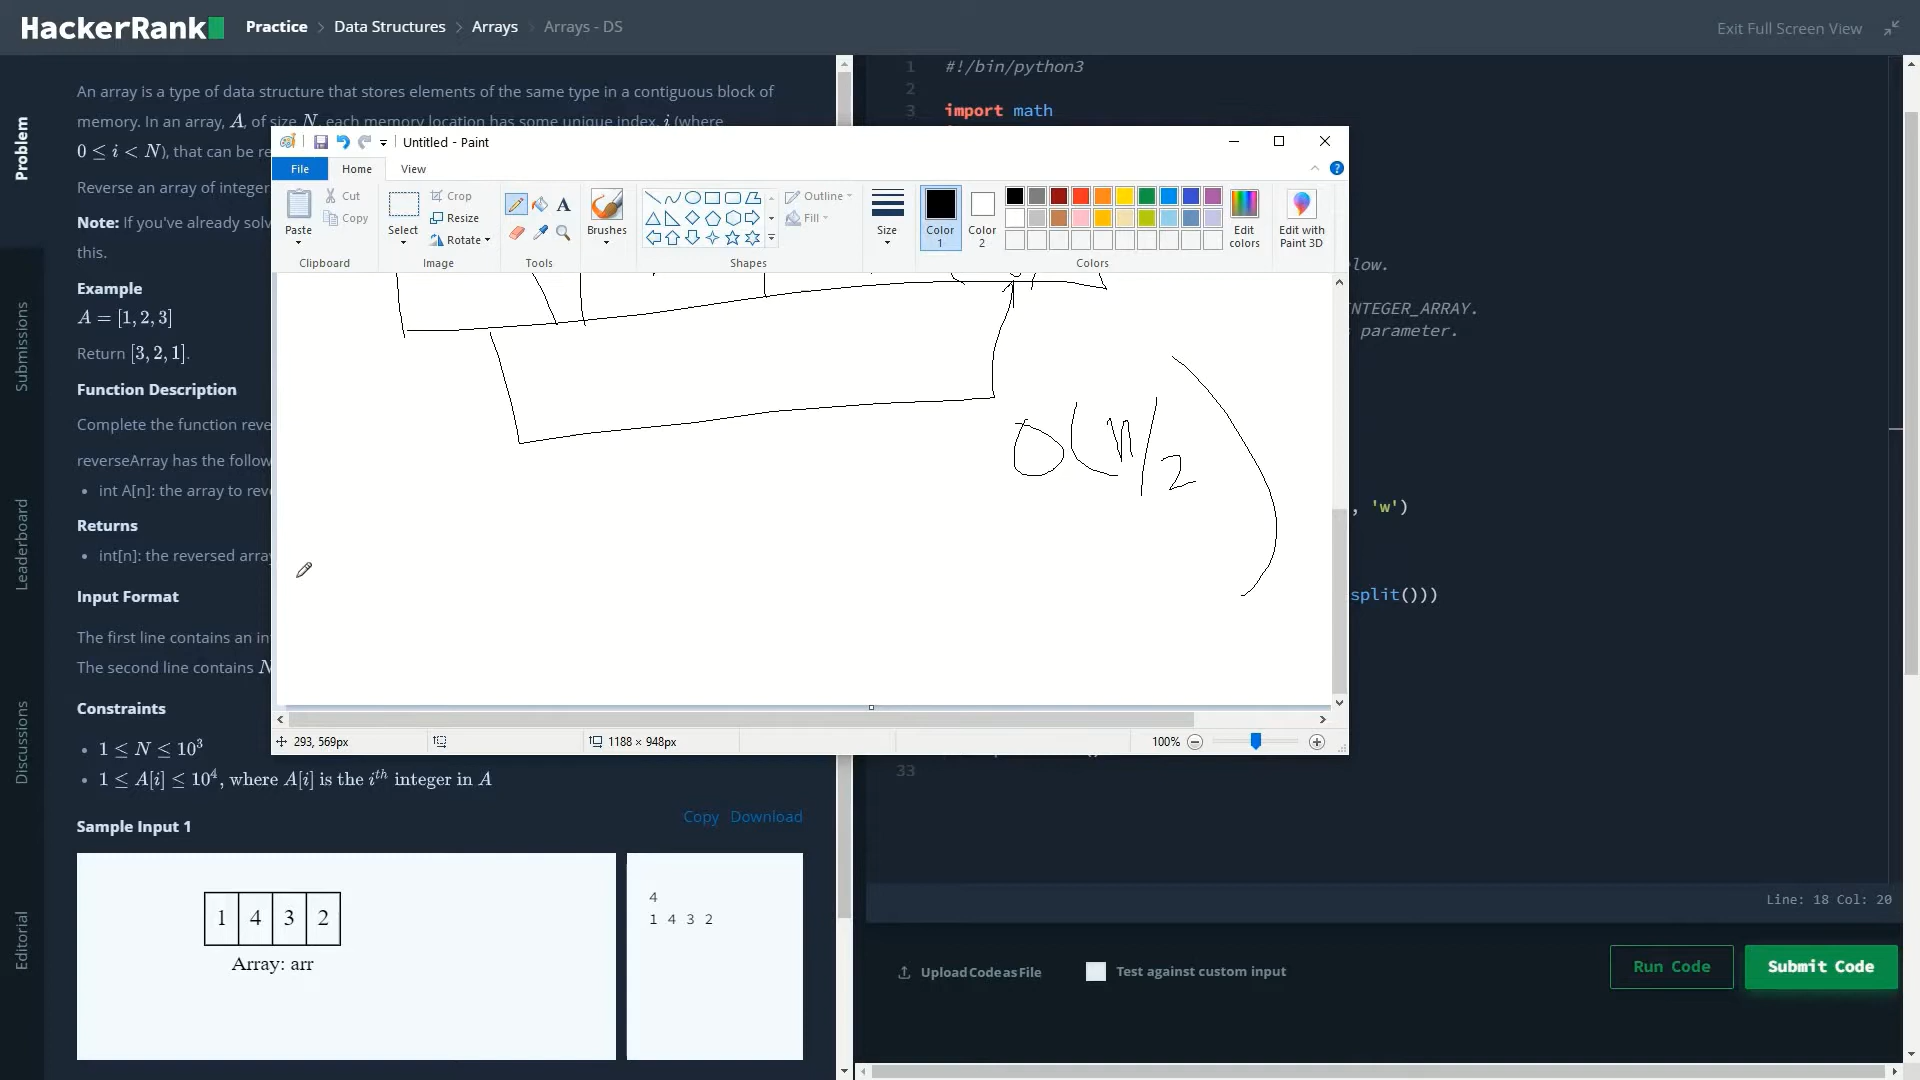 HackerRank
Practice > Data Structures > Arrays > Arrays - DS
Exit Full Screen View
Problem
Submissions
Leaderboard
Discussions
Editorial
An array is a type of data structure that stores elements of the same type in a contiguous block of
memory. In an array, A, of size N, each memory location has some unique index, i (where
0 ≤ i < N), that can be re
Reverse an array of integer
Note: If you've already solv
this.
Example
A = [1, 2, 3]
Return [3, 2, 1].
Function Description
Complete the function reve
reverseArray has the follow
• int A[n]: the array to reve
Returns
• int[n]: the reversed array
Input Format
The first line contains an in
The second line contains N
Constraints
• 1 ≤ N ≤ 10^3
• 1 ≤ A[i] ≤ 10^4, where A[i] is the i^th integer in A
Sample Input 1
Copy Download
1 4 3 2
Array: arr
4
1 4 3 2
Untitled - Paint
File Home View
Paste
Cut
Copy
Clipboard
Select
Crop
Resize
Rotate
Image
Tools
Brushes
Shapes
Outline
Fill
Size
Color 1
Color 2
Edit colors
Edit with Paint 3D
Colors
O(n/2)
293, 569px
1188 × 948px
100%
1 #!/bin/python3
2
3 import math
low.
NTEGER_ARRAY.
parameter.
, 'w')
split()))
33
Line: 18 Col: 20
Upload Code as File
Test against custom input
Run Code
Submit Code